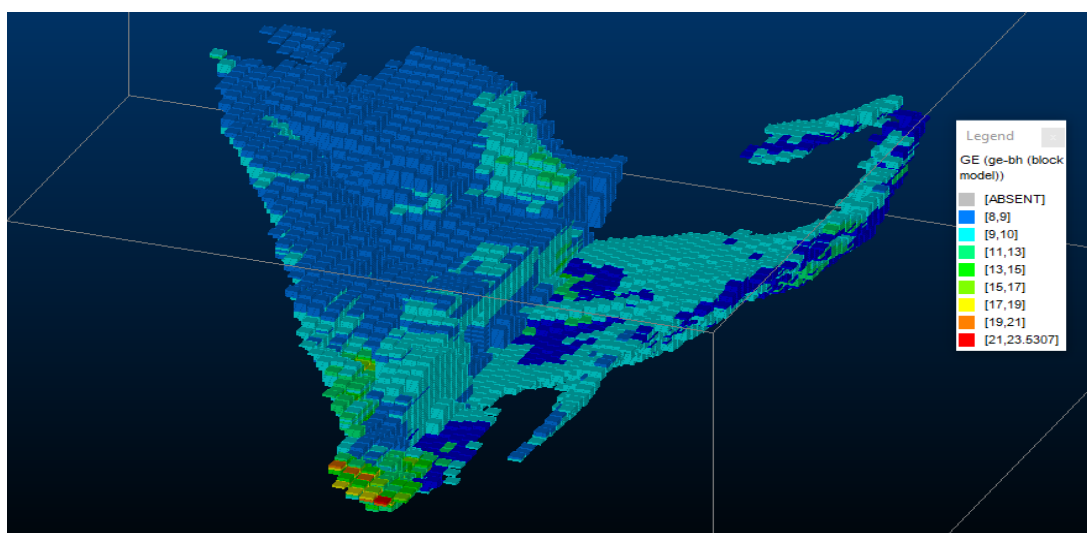 Legend
GE (ge-bh (block
model))
[ABSENT]
[8,9]
[9,10]
[11,13]
[13,15]
[15,17]
[17,19]
[19,21]
[21,23.5307]